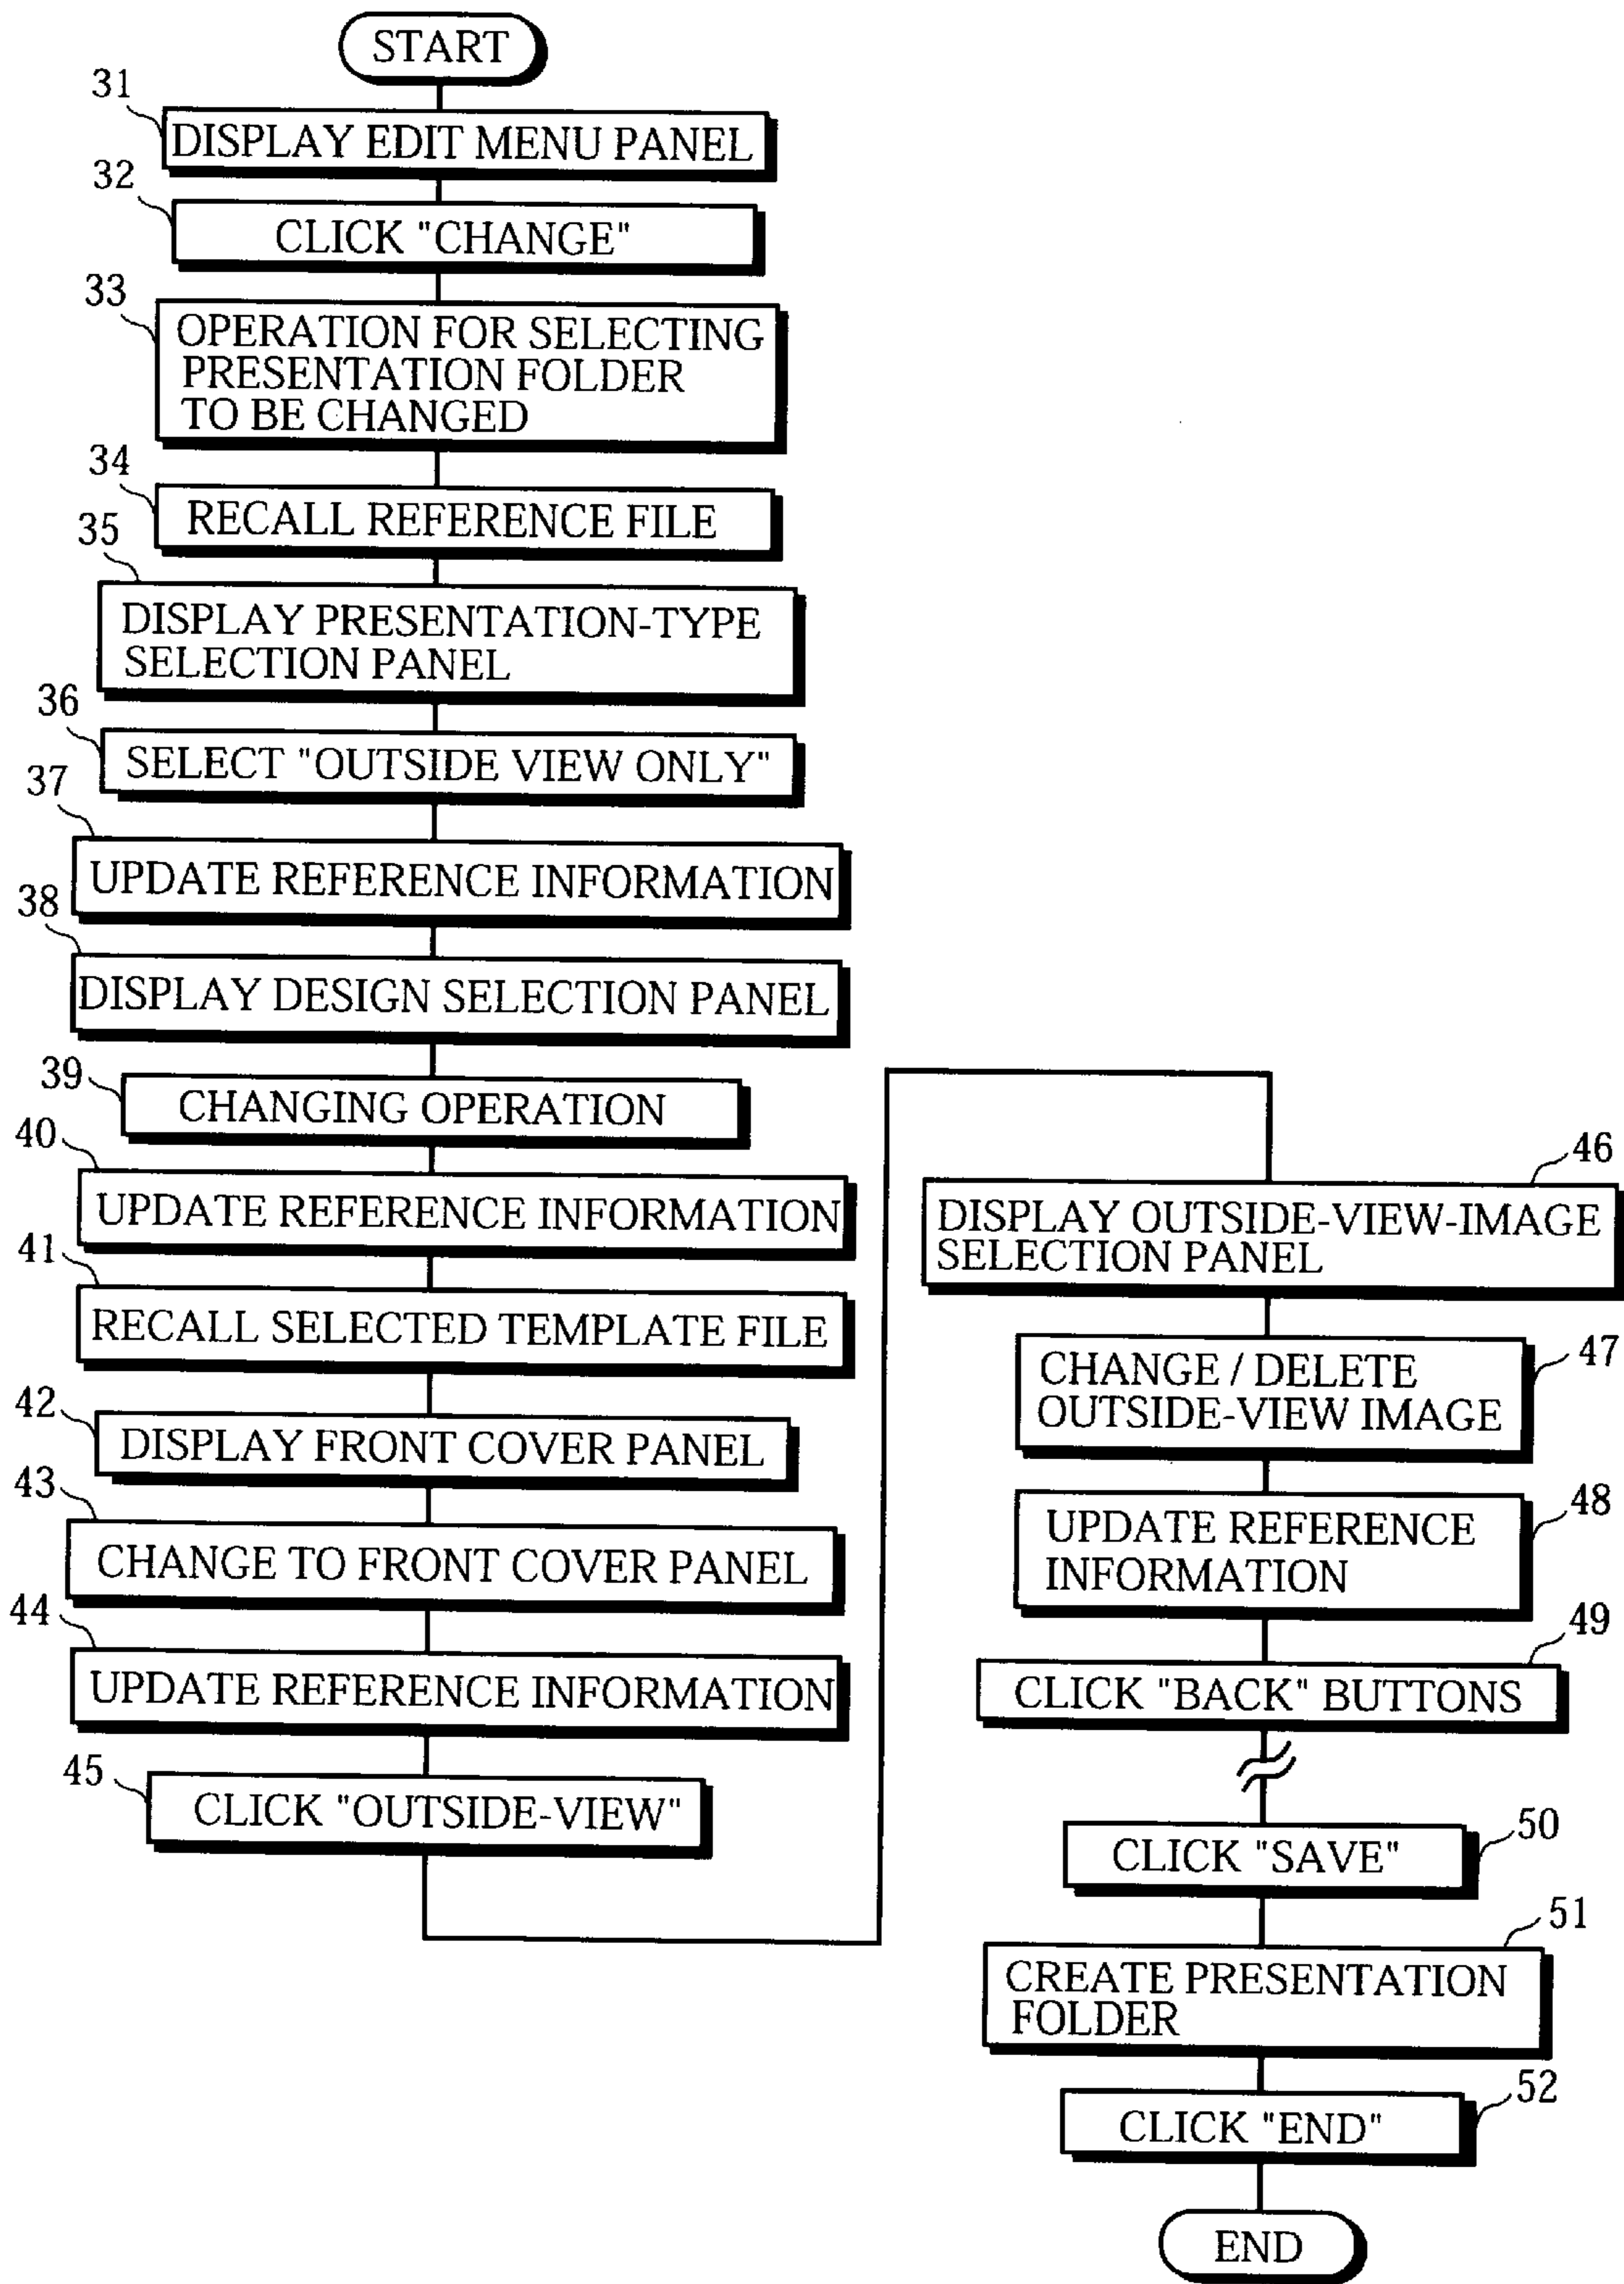 START
31
DISPLAY EDIT MENU PANEL
32
CLICK "CHANGE"
33
OPERATION FOR SELECTING
PRESENTATION FOLDER
TO BE CHANGED
34
RECALL REFERENCE FILE
35
DISPLAY PRESENTATION-TYPE
SELECTION PANEL
36
SELECT "OUTSIDE VIEW ONLY"
37
UPDATE REFERENCE INFORMATION
38
DISPLAY DESIGN SELECTION PANEL
39
CHANGING OPERATION
40
UPDATE REFERENCE INFORMATION
41
RECALL SELECTED TEMPLATE FILE
42
DISPLAY FRONT COVER PANEL
43
CHANGE TO FRONT COVER PANEL
44
UPDATE REFERENCE INFORMATION
45
CLICK "OUTSIDE-VIEW"
46
DISPLAY OUTSIDE-VIEW-IMAGE
SELECTION PANEL
47
CHANGE / DELETE
OUTSIDE-VIEW IMAGE
48
UPDATE REFERENCE
INFORMATION
49
CLICK "BACK" BUTTONS
50
CLICK "SAVE"
51
CREATE PRESENTATION
FOLDER
52
CLICK "END"
END